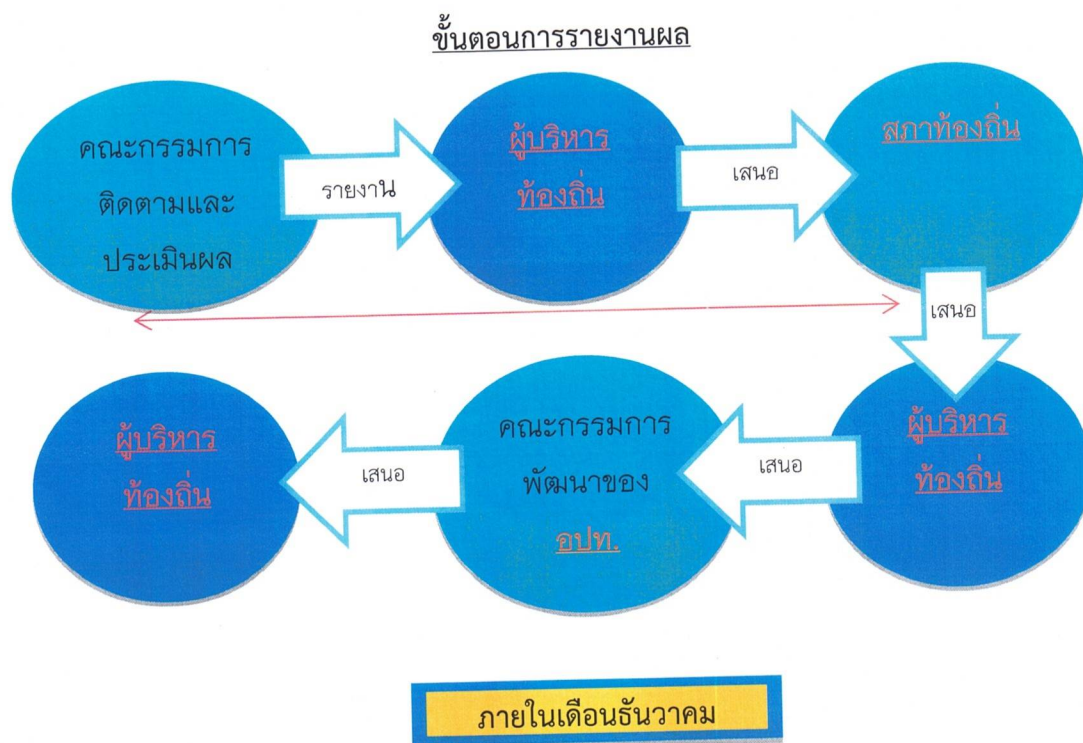 ขั้นตอนการรายงานผล
คณะกรรมการ
ติดตามและ
ประเมินผล
รายงาน
ผู้บริหาร
ท้องถิ่น
เสนอ
สภาท้องถิ่น
เสนอ
ผู้บริหาร
ท้องถิ่น
เสนอ
คณะกรรมการ
พัฒนาของ
อปท.
เสนอ
ผู้บริหาร
ท้องถิ่น
ภายในเดือนธันวาคม